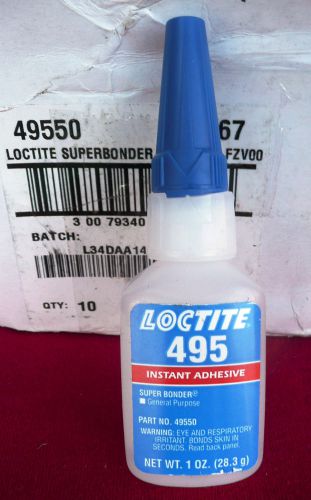 49550 67
LOCTITE SUPERBONDER FZV00
3 00 79340
BATCH:
L34DAA14
QTY: 10
LOCTITE
495
INSTANT ADHESIVE
SUPER BONDER®
■ General Purpose
PART NO. 49550
WARNING: EYE AND RESPIRATORY
IRRITANT. BONDS SKIN IN
SECONDS. Read back panel.
NET WT. 1 OZ. (28.3 g)